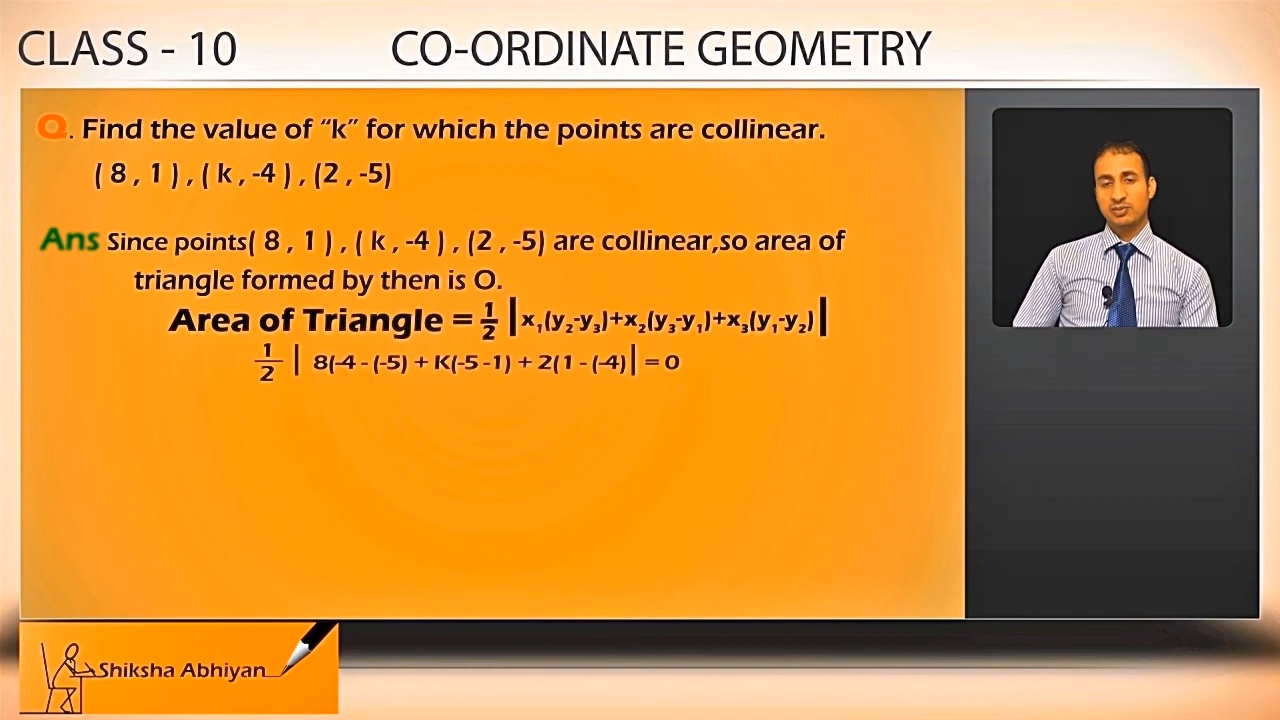 CLASS - 10 CO-ORDINATE GEOMETRY
Q. Find the value of “k” for which the points are collinear.
( 8 , 1 ) , ( k , -4 ) , (2 , -5)
Ans Since points( 8 , 1 ) , ( k , -4 ) , (2 , -5) are collinear,so area of
triangle formed by then is O.
Area of Triangle = 1/2 |x₁(y₂-y₃)+x₂(y₃-y₁)+x₃(y₁-y₂)|
1/2 | 8(-4 - (-5) + K(-5 -1) + 2(1 - (-4)| = 0
Shiksha Abhiyan